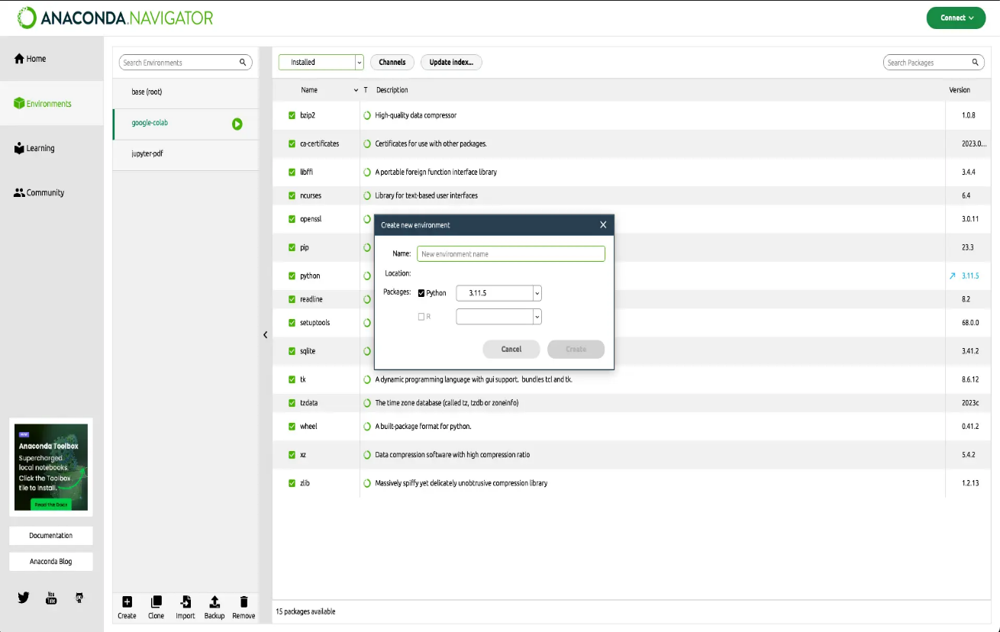 ANACONDA.NAVIGATOR
Connect
Home
Environments
Learning
Community
NEW
Anaconda Toolbox
Supercharged
local notebooks.
Click the Toolbox
tile to install.
Read the Docs
Documentation
Anaconda Blog
You
Tube
Search Environments
base (root)
google-colab
jupyter-pdf
Create
Clone
Import
Backup
Remove
Installed
Channels
Update index...
Search Packages
Name T Description Version
bzip2 High-quality data compressor 1.0.8
ca-certificates Certificates for use with other packages. 2023.0...
libffi A portable foreign function interface library 3.4.4
ncurses Library for text-based user interfaces 6.4
openssl 3.0.11
pip 23.3
python 3.11.5
readline 8.2
setuptools 68.0.0
sqlite 3.41.2
tk A dynamic programming language with gui support. bundles tcl and tk. 8.6.12
tzdata The time zone database (called tz, tzdb or zoneinfo) 2023c
wheel A built-package format for python. 0.41.2
xz Data compression software with high compression ratio 5.4.2
zlib Massively spiffy yet delicately unobtrusive compression library 1.2.13
15 packages available
Create new environment
Name: New environment name
Location:
Packages: Python 3.11.5
R
Cancel
Create